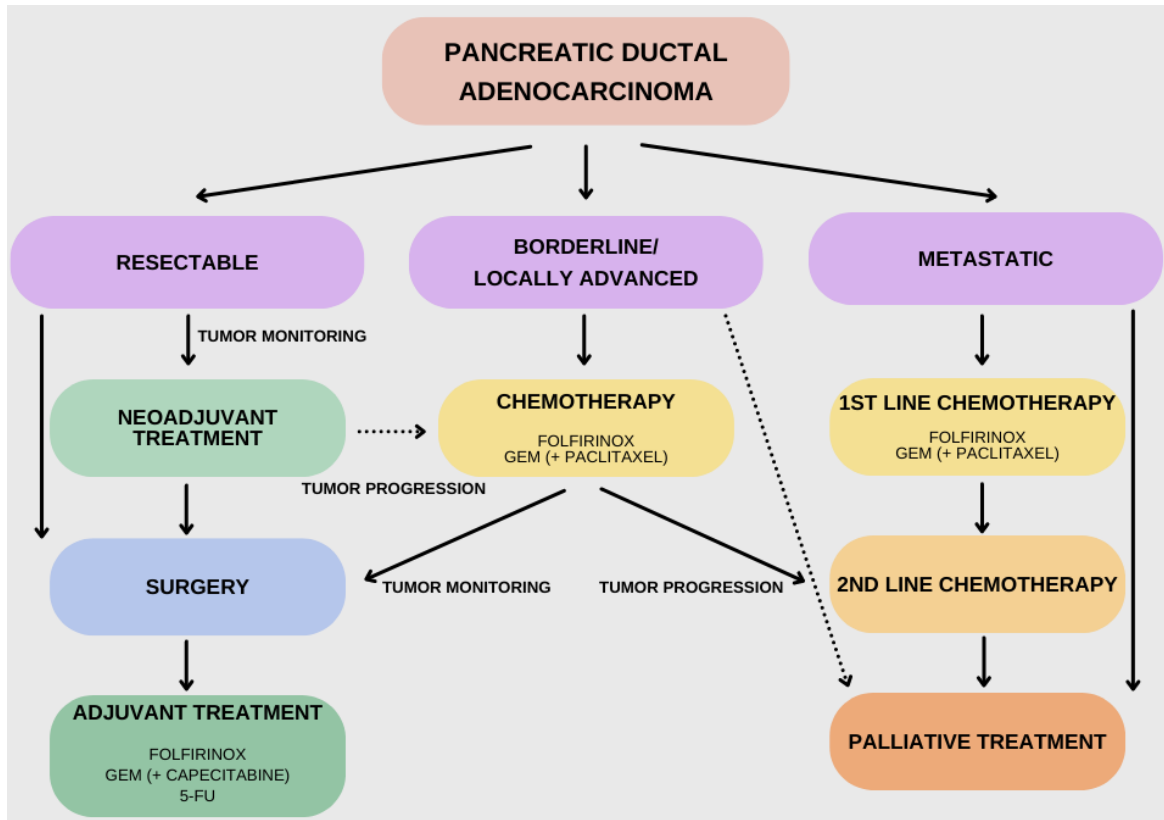 PANCREATIC DUCTAL
ADENOCARCINOMA
RESECTABLE
BORDERLINE/
LOCALLY ADVANCED
METASTATIC
TUMOR MONITORING
NEOADJUVANT
TREATMENT
CHEMOTHERAPY
FOLFIRINOX
GEM (+ PACLITAXEL)
1ST LINE CHEMOTHERAPY
FOLFIRINOX
GEM (+ PACLITAXEL)
TUMOR PROGRESSION
SURGERY
TUMOR MONITORING
TUMOR PROGRESSION
2ND LINE CHEMOTHERAPY
ADJUVANT TREATMENT
FOLFIRINOX
GEM (+ CAPECITABINE)
5-FU
PALLIATIVE TREATMENT